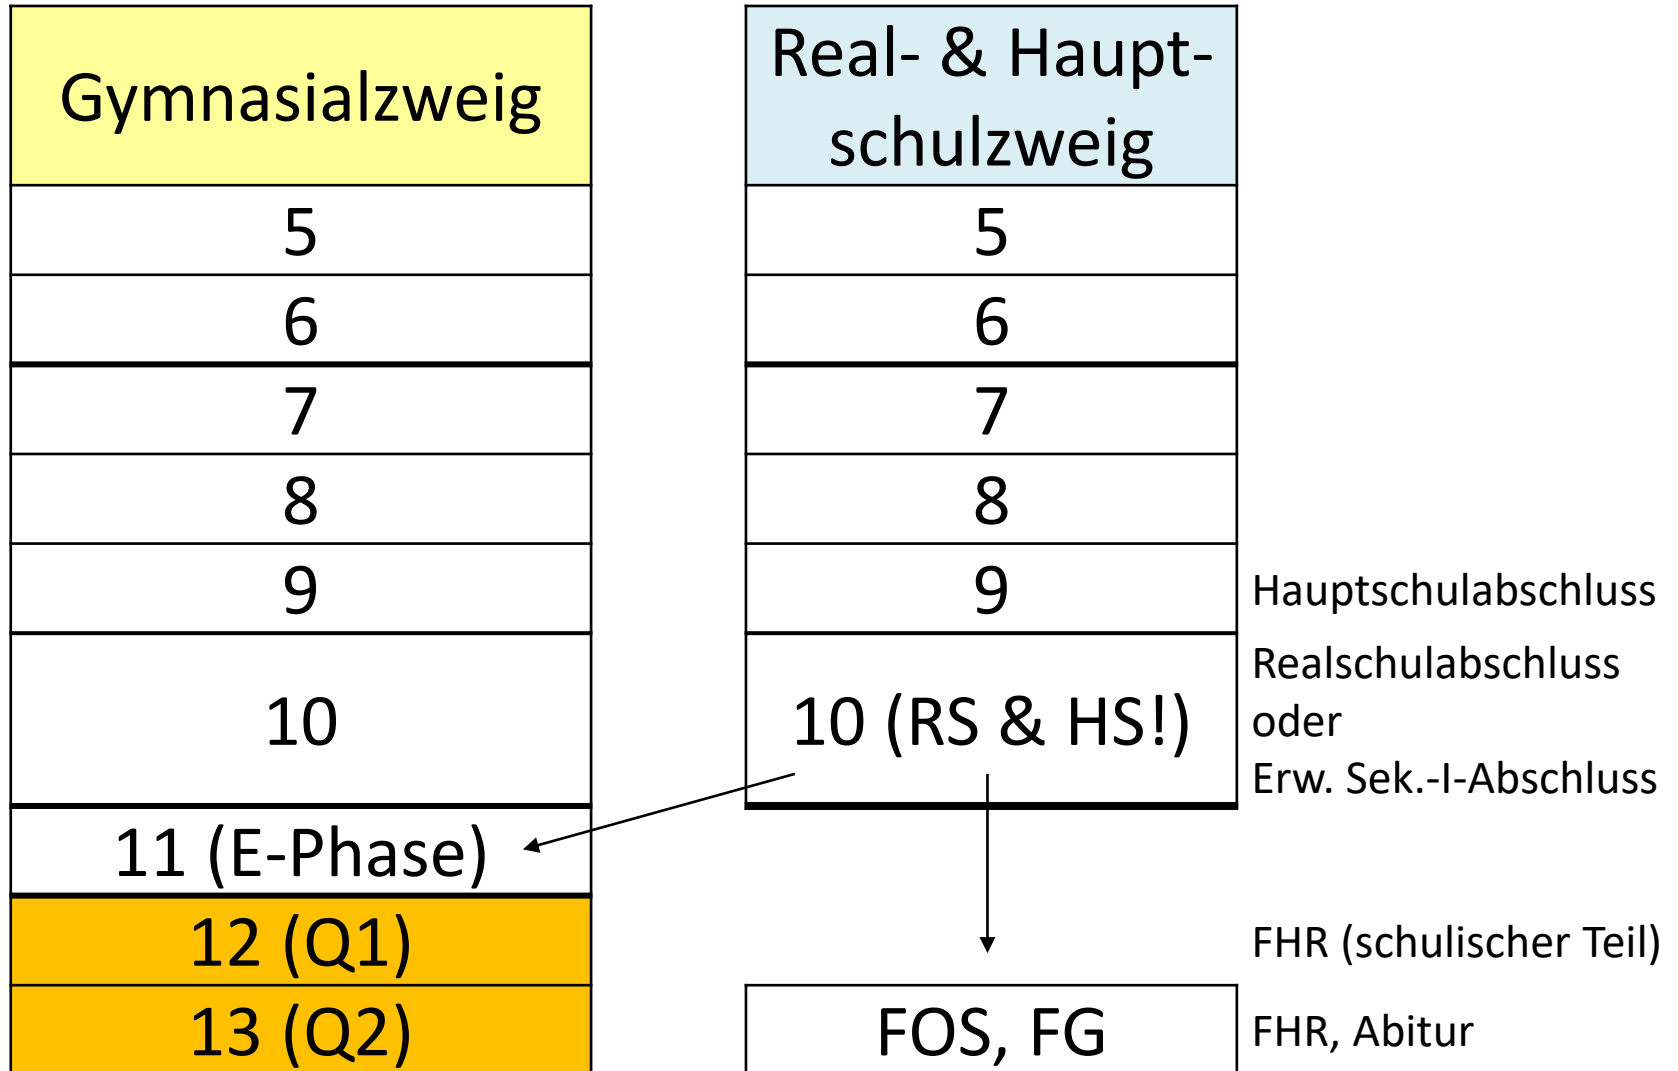 Gymnasialzweig
Real- & Haupt-
schulzweig
5
5
6
6
7
7
8
8
9
9
Hauptschulabschluss
10
10 (RS & HS!)
Realschulabschluss
oder
Erw. Sek.-I-Abschluss
11 (E-Phase)
12 (Q1)
FHR (schulischer Teil)
13 (Q2)
FOS, FG
FHR, Abitur